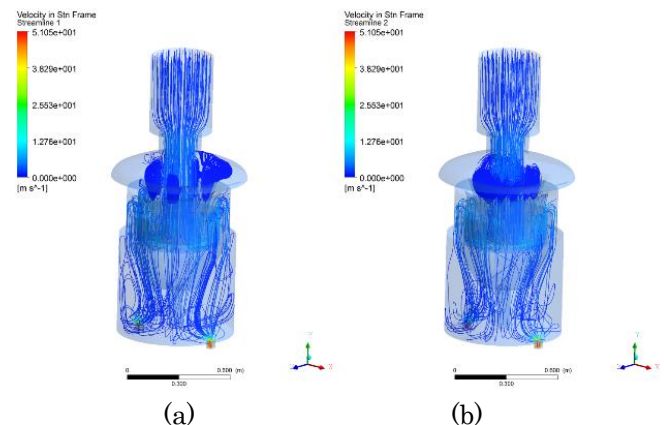 Velocity in Stn Frame
Streamline 1
5.105e+001
3.829e+001
2.553e+001
1.276e+001
0.000e+000
[m s^-1]
0
0.600 (m)
0.300
(a)
Velocity in Stn Frame
Streamline 2
5.105e+001
3.829e+001
2.553e+001
1.276e+001
0.000e+000
[m s^-1]
0
0.600 (m)
0.300
(b)